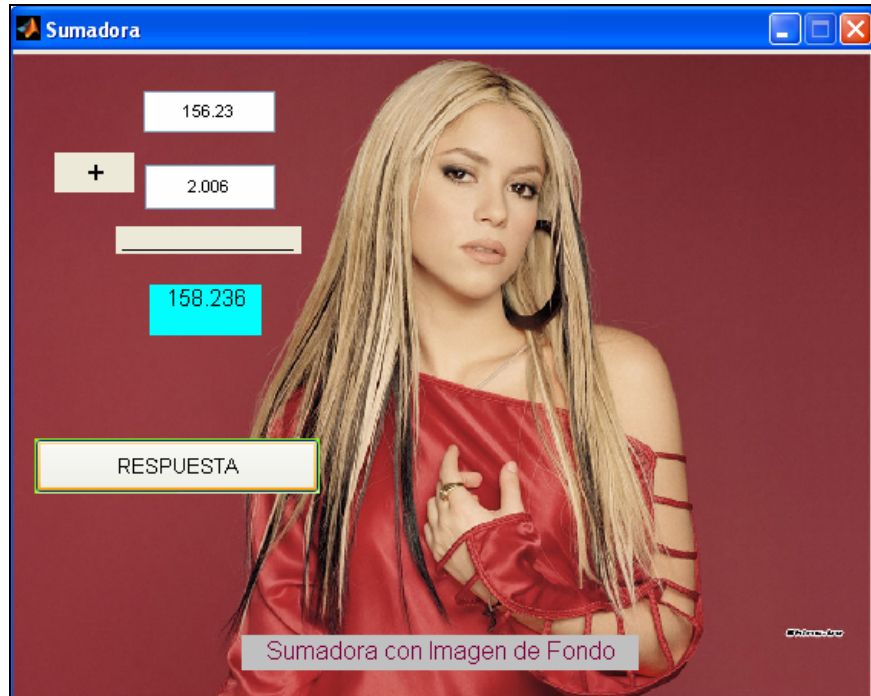 Sumadora
156.23
+
2.006
158.236
RESPUESTA
Sumadora con Imagen de Fondo